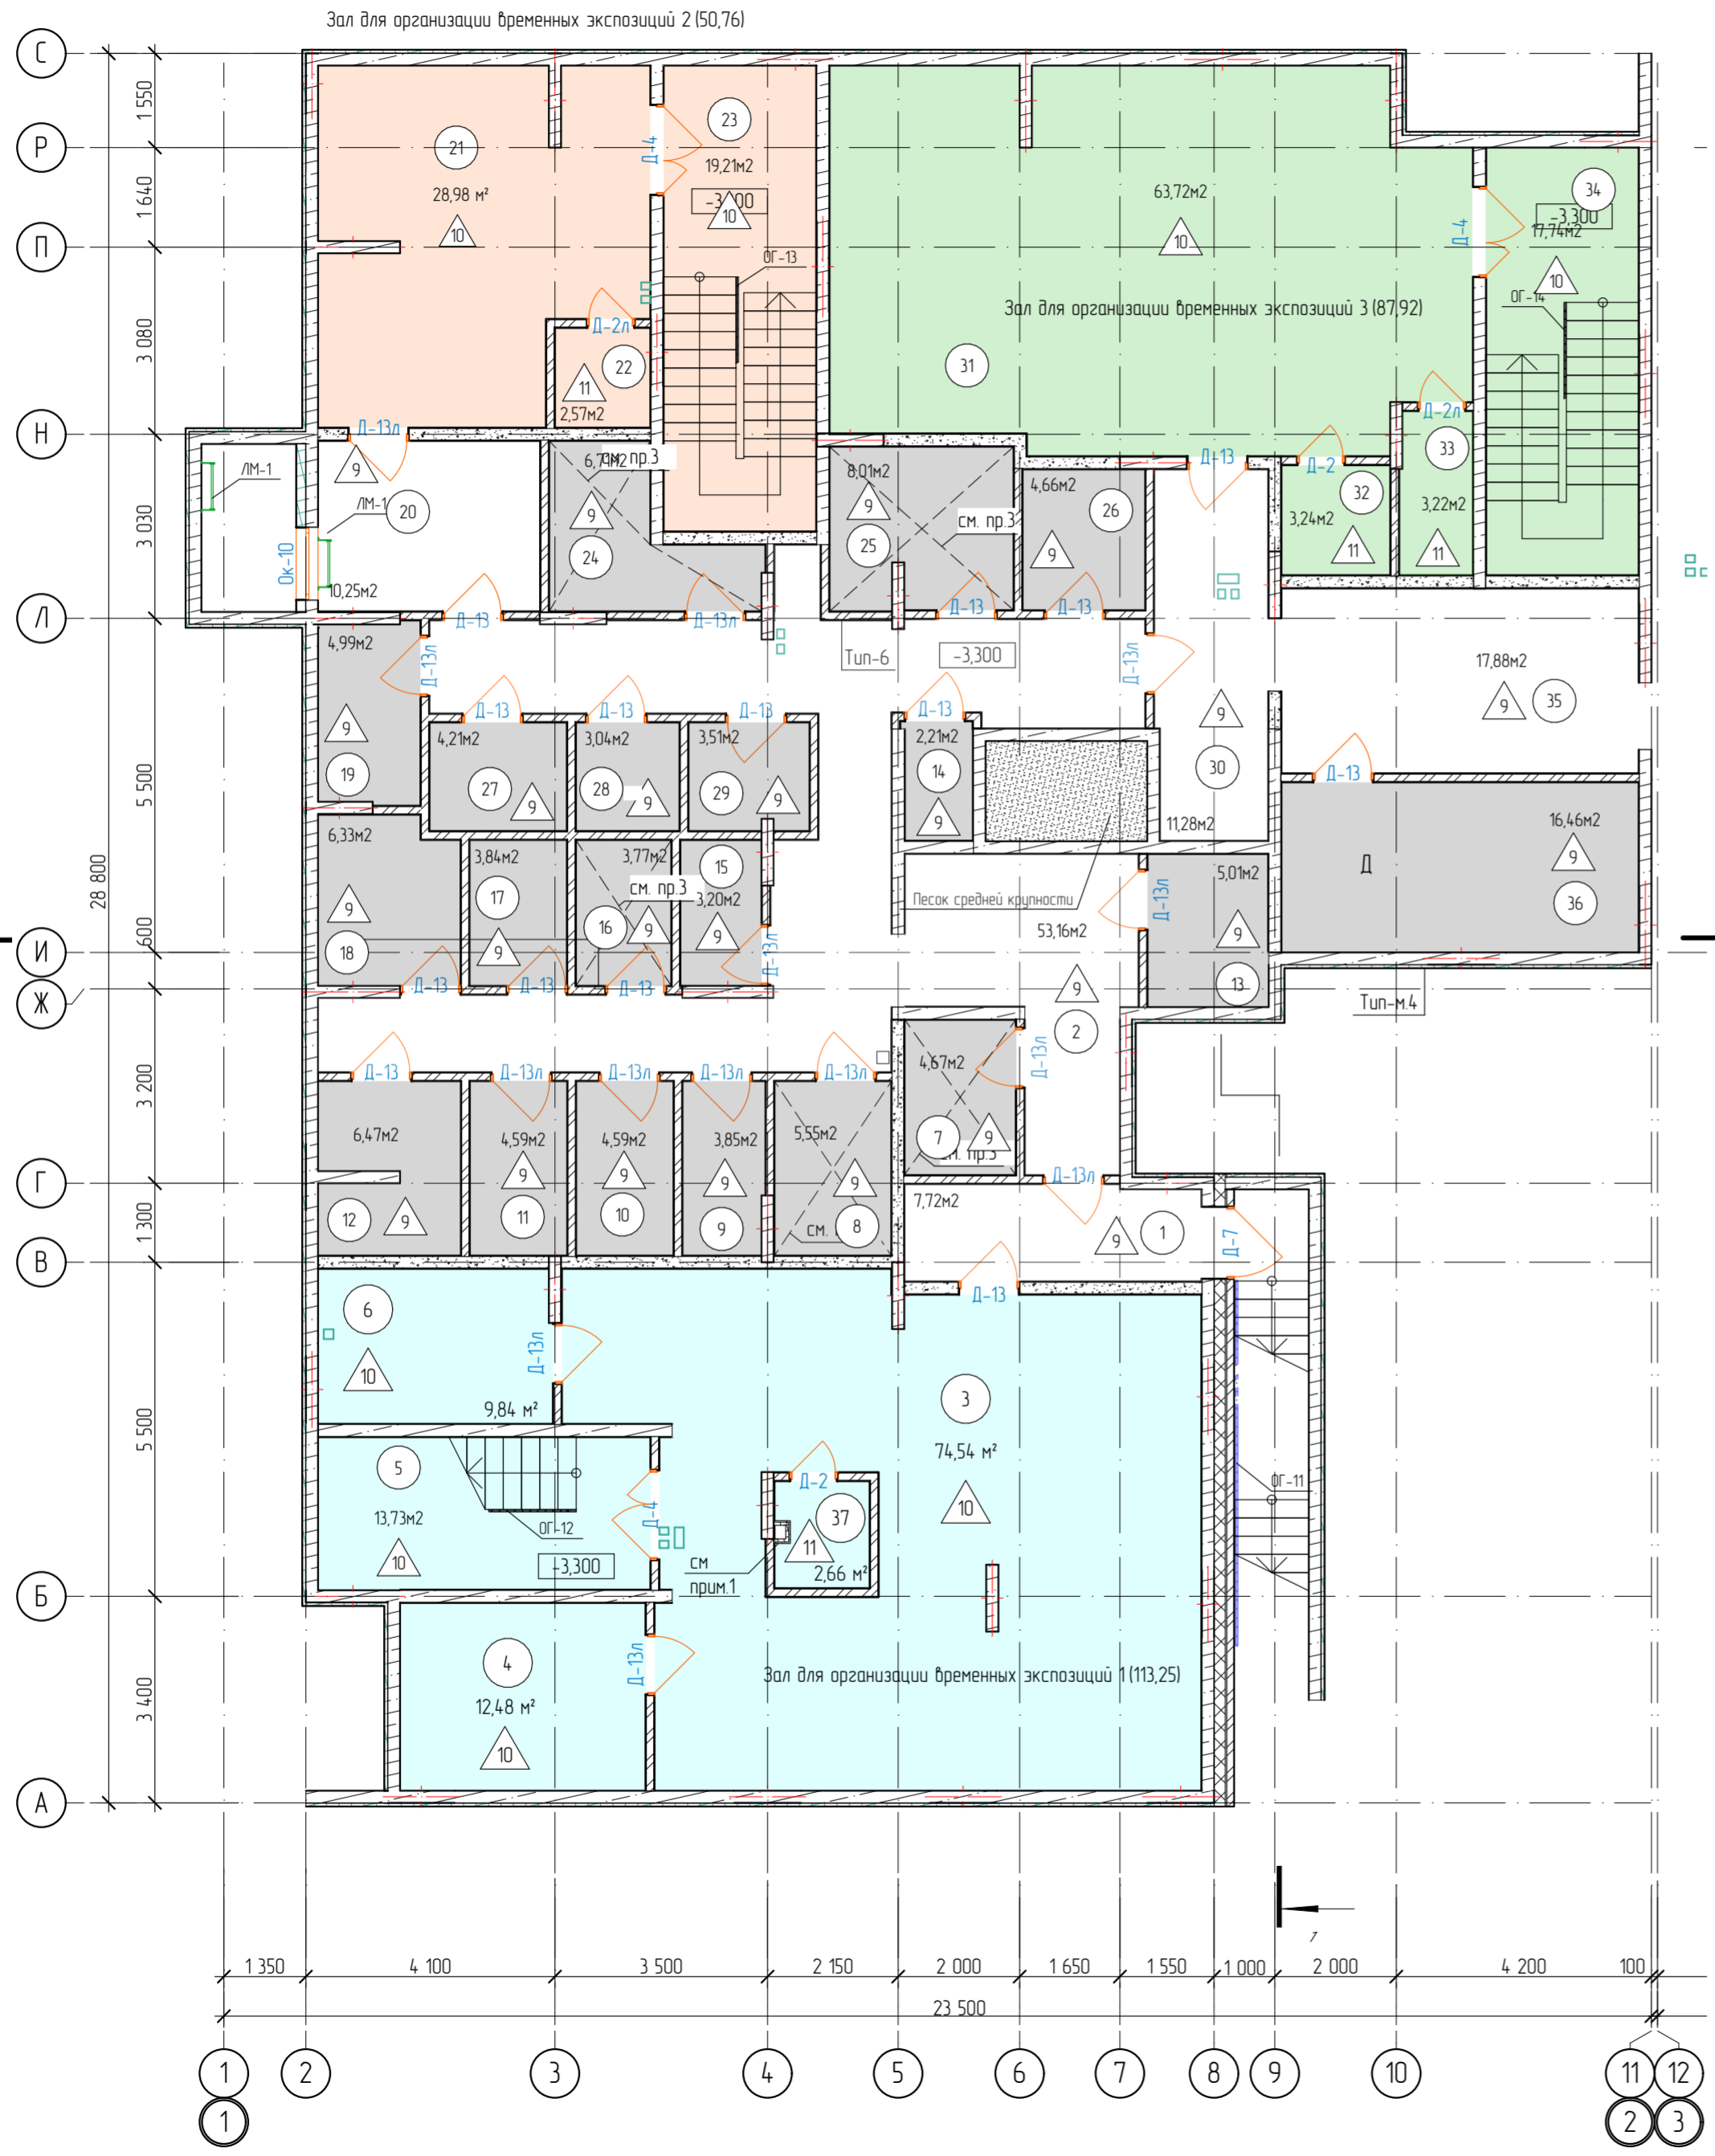 Зал для организации временных экспозиций 2 (50,76)
С
Р
П
Н
Л
И
Ж
Г
В
Б
А
1 550
1 640
3 080
3 030
5 500
600
3 200
1 300
5 500
3 400
28 800
21
28,98 м²
10
Д-4
23
19,21м2
10
ОГ-13
Д-2л
22
11
2,57м2
63,72м2
10
Зал для организации временных экспозиций 3 (87,92)
31
Д-4
34
-3,300
17,74м2
10
ОГ-14
Д-2л
33
3,22м2
11
Д-2
32
3,24м2
11
Д-13л
9
ЛМ-1
20
Ок-10
10,25м2
Д-13
см. пр.3
9
24
Д-13л
8,01м2
9
25
см. пр.3
Д-13
4,66м2
26
9
Д-13
Д-13
Тип-6
-3,300
Д-13л
9
30
11,28м2
17,88м2
9
35
Д-13
16,46м2
9
36
Д
4,99м2
Д-13л
9
19
Д-13
4,21м2
27
9
Д-13
3,04м2
28
9
Д-13
3,51м2
29
9
Д-13
2,21м2
14
9
Песок средней крупности
6,33м2
9
18
Д-13
3,84м2
17
9
Д-13
3,77м2
см. пр.3
16
9
Д-13
15
3,20м2
9
Д-13л
53,16м2
9
2
Д-13л
5,01м2
9
13
Тип-м.4
Д-13
6,47м2
12
9
Д-13л
4,59м2
9
11
Д-13л
4,59м2
9
10
Д-13л
3,85м2
9
9
Д-13л
5,55м2
9
8
см.
4,67м2
Д-13л
7
9
Д-13л
7,72м2
9
1
Д-7
Д-13
6
10
9,84 м²
Д-13л
5
13,73м2
10
ОГ-12
-3,300
Д-4
3
74,54 м²
10
Д-2
37
11
2,66 м²
см
прим.1
ОГ-11
4
12,48 м²
10
Д-13л
Зал для организации временных экспозиций 1 (113,25)
1 350
4 100
3 500
2 150
2 000
1 650
1 550
1 000
2 000
4 200
100
23 500
1
2
3
4
5
6
7
8
9
10
11
12
1
2
3